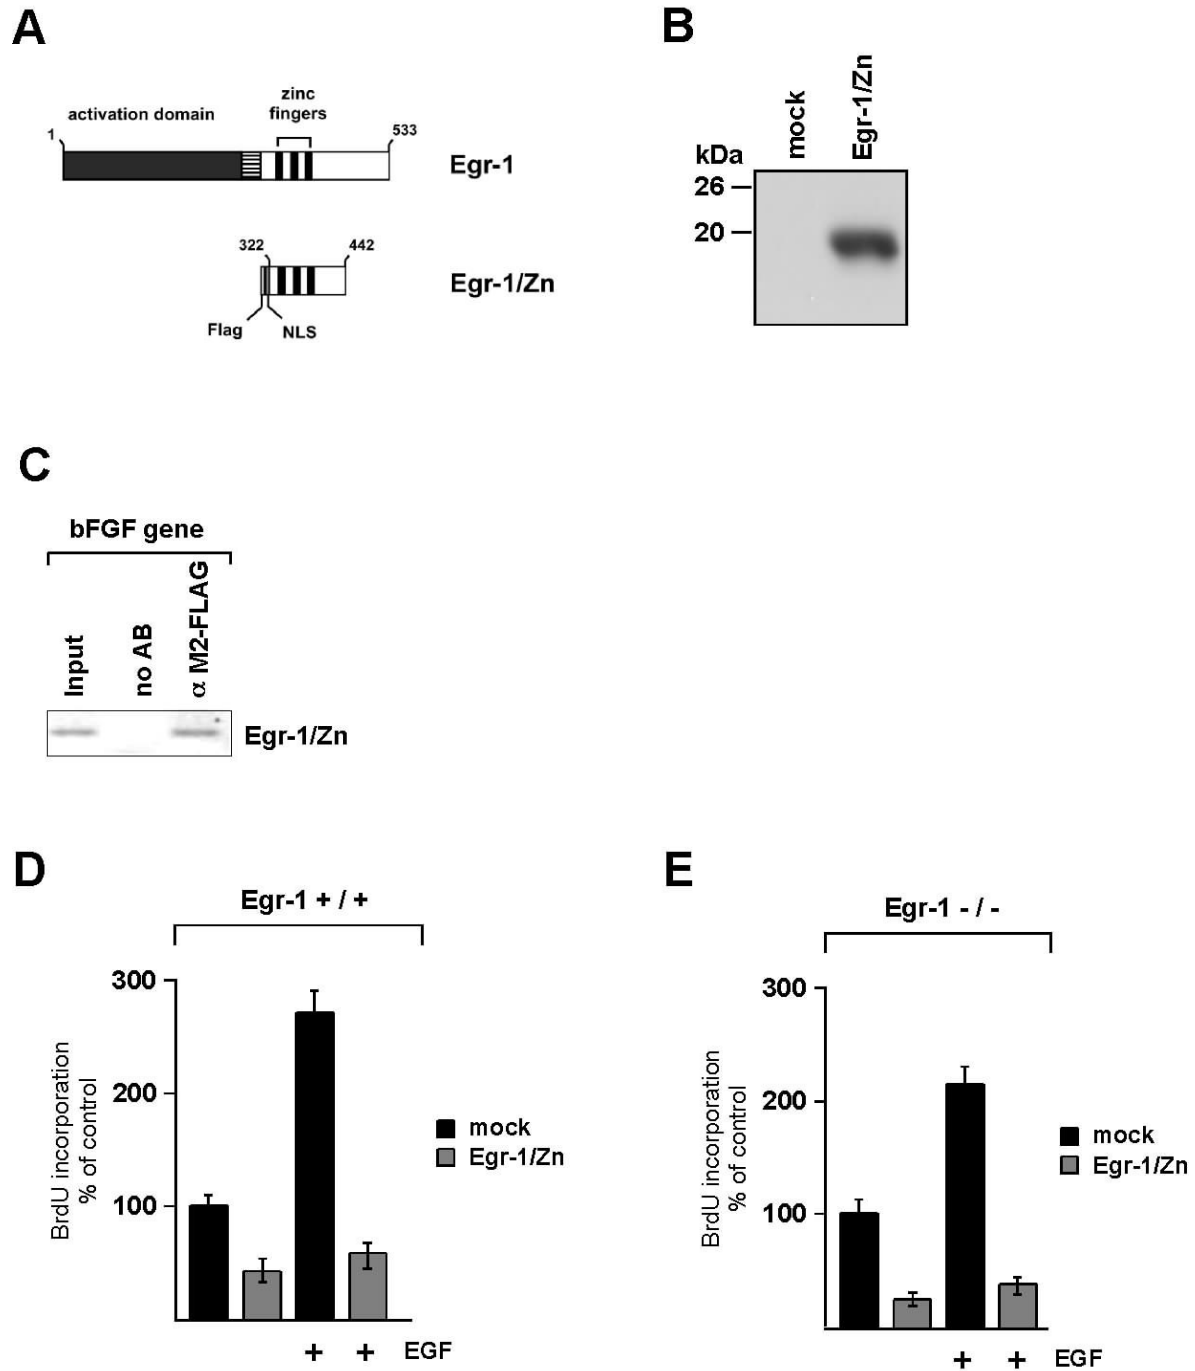 A
activation domain
zinc
fingers
1
533
Egr-1
322
442
Egr-1/Zn
Flag
NLS
B
mock
Egr-1/Zn
kDa
26
20
C
bFGF gene
Input
no AB
α M2-FLAG
Egr-1/Zn
D
Egr-1 + / +
300
200
100
BrdU incorporation
% of control
mock
Egr-1/Zn
+ + EGF
E
Egr-1 - / -
300
200
100
BrdU incorporation
% of control
mock
Egr-1/Zn
+ + EGF